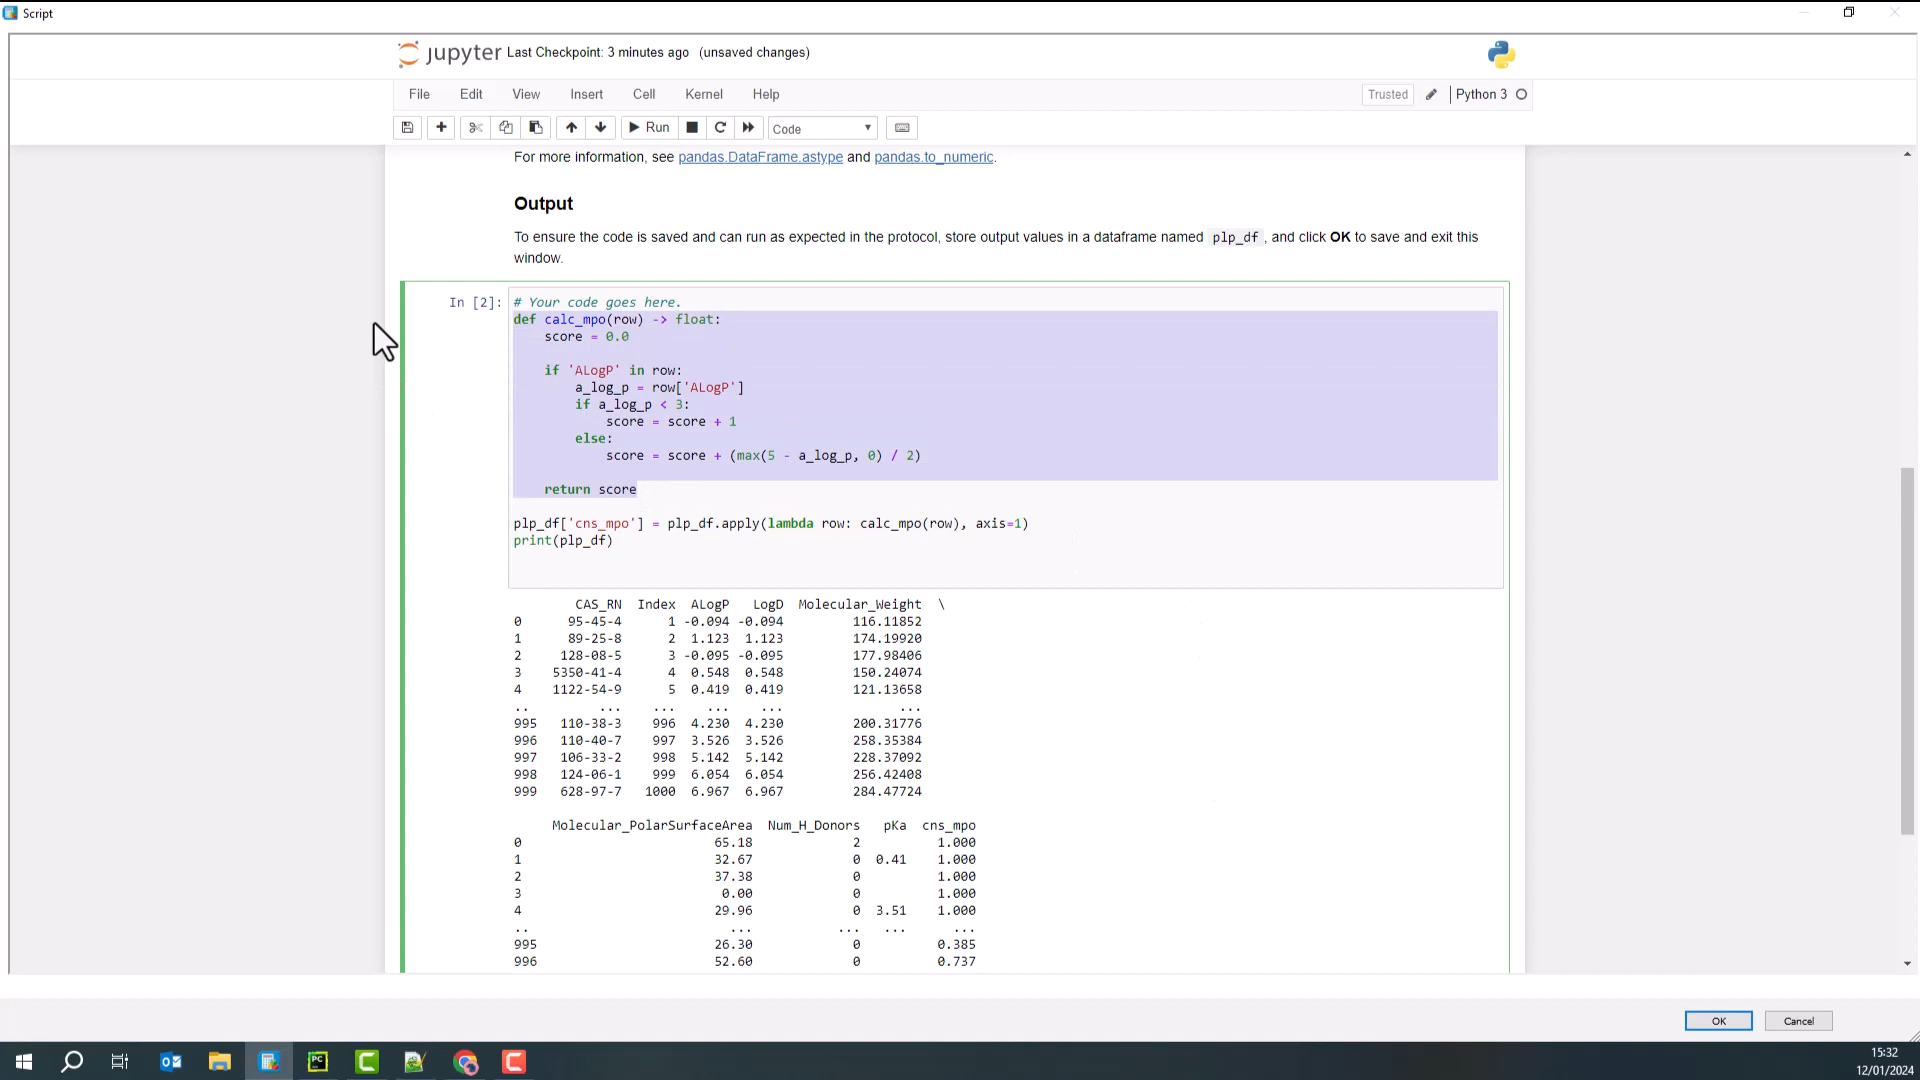 Script
jupyter Last Checkpoint: 3 minutes ago (unsaved changes)
File Edit View Insert Cell Kernel Help Trusted Python 3
Run Code
For more information, see pandas.DataFrame.astype and pandas.to_numeric.
Output
To ensure the code is saved and can run as expected in the protocol, store output values in a dataframe named plp_df , and click OK to save and exit this
window.
In [2]: # Your code goes here.
def calc_mpo(row) -> float:
    score = 0.0
    if 'ALogP' in row:
        a_log_p = row['ALogP']
        if a_log_p < 3:
            score = score + 1
        else:
            score = score + (max(5 - a_log_p, 0) / 2)
    return score
plp_df['cns_mpo'] = plp_df.apply(lambda row: calc_mpo(row), axis=1)
print(plp_df)
CAS_RN Index ALogP LogD Molecular_Weight \
0 95-45-4 1 -0.094 -0.094 116.11852
1 89-25-8 2 1.123 1.123 174.19920
2 128-08-5 3 -0.095 -0.095 177.98406
3 5350-41-4 4 0.548 0.548 150.24074
4 1122-54-9 5 0.419 0.419 121.13658
.. ... ... ... ... ...
995 110-38-3 996 4.230 4.230 200.31776
996 110-40-7 997 3.526 3.526 258.35384
997 106-33-2 998 5.142 5.142 228.37092
998 124-06-1 999 6.054 6.054 256.42408
999 628-97-7 1000 6.967 6.967 284.47724
Molecular_PolarSurfaceArea Num_H_Donors pKa cns_mpo
0 65.18 2 1.000
1 32.67 0 0.41 1.000
2 37.38 0 1.000
3 0.00 0 1.000
4 29.96 0 3.51 1.000
.. ... ... ... ...
995 26.30 0 0.385
996 52.60 0 0.737
OK Cancel
15:32
12/01/2024